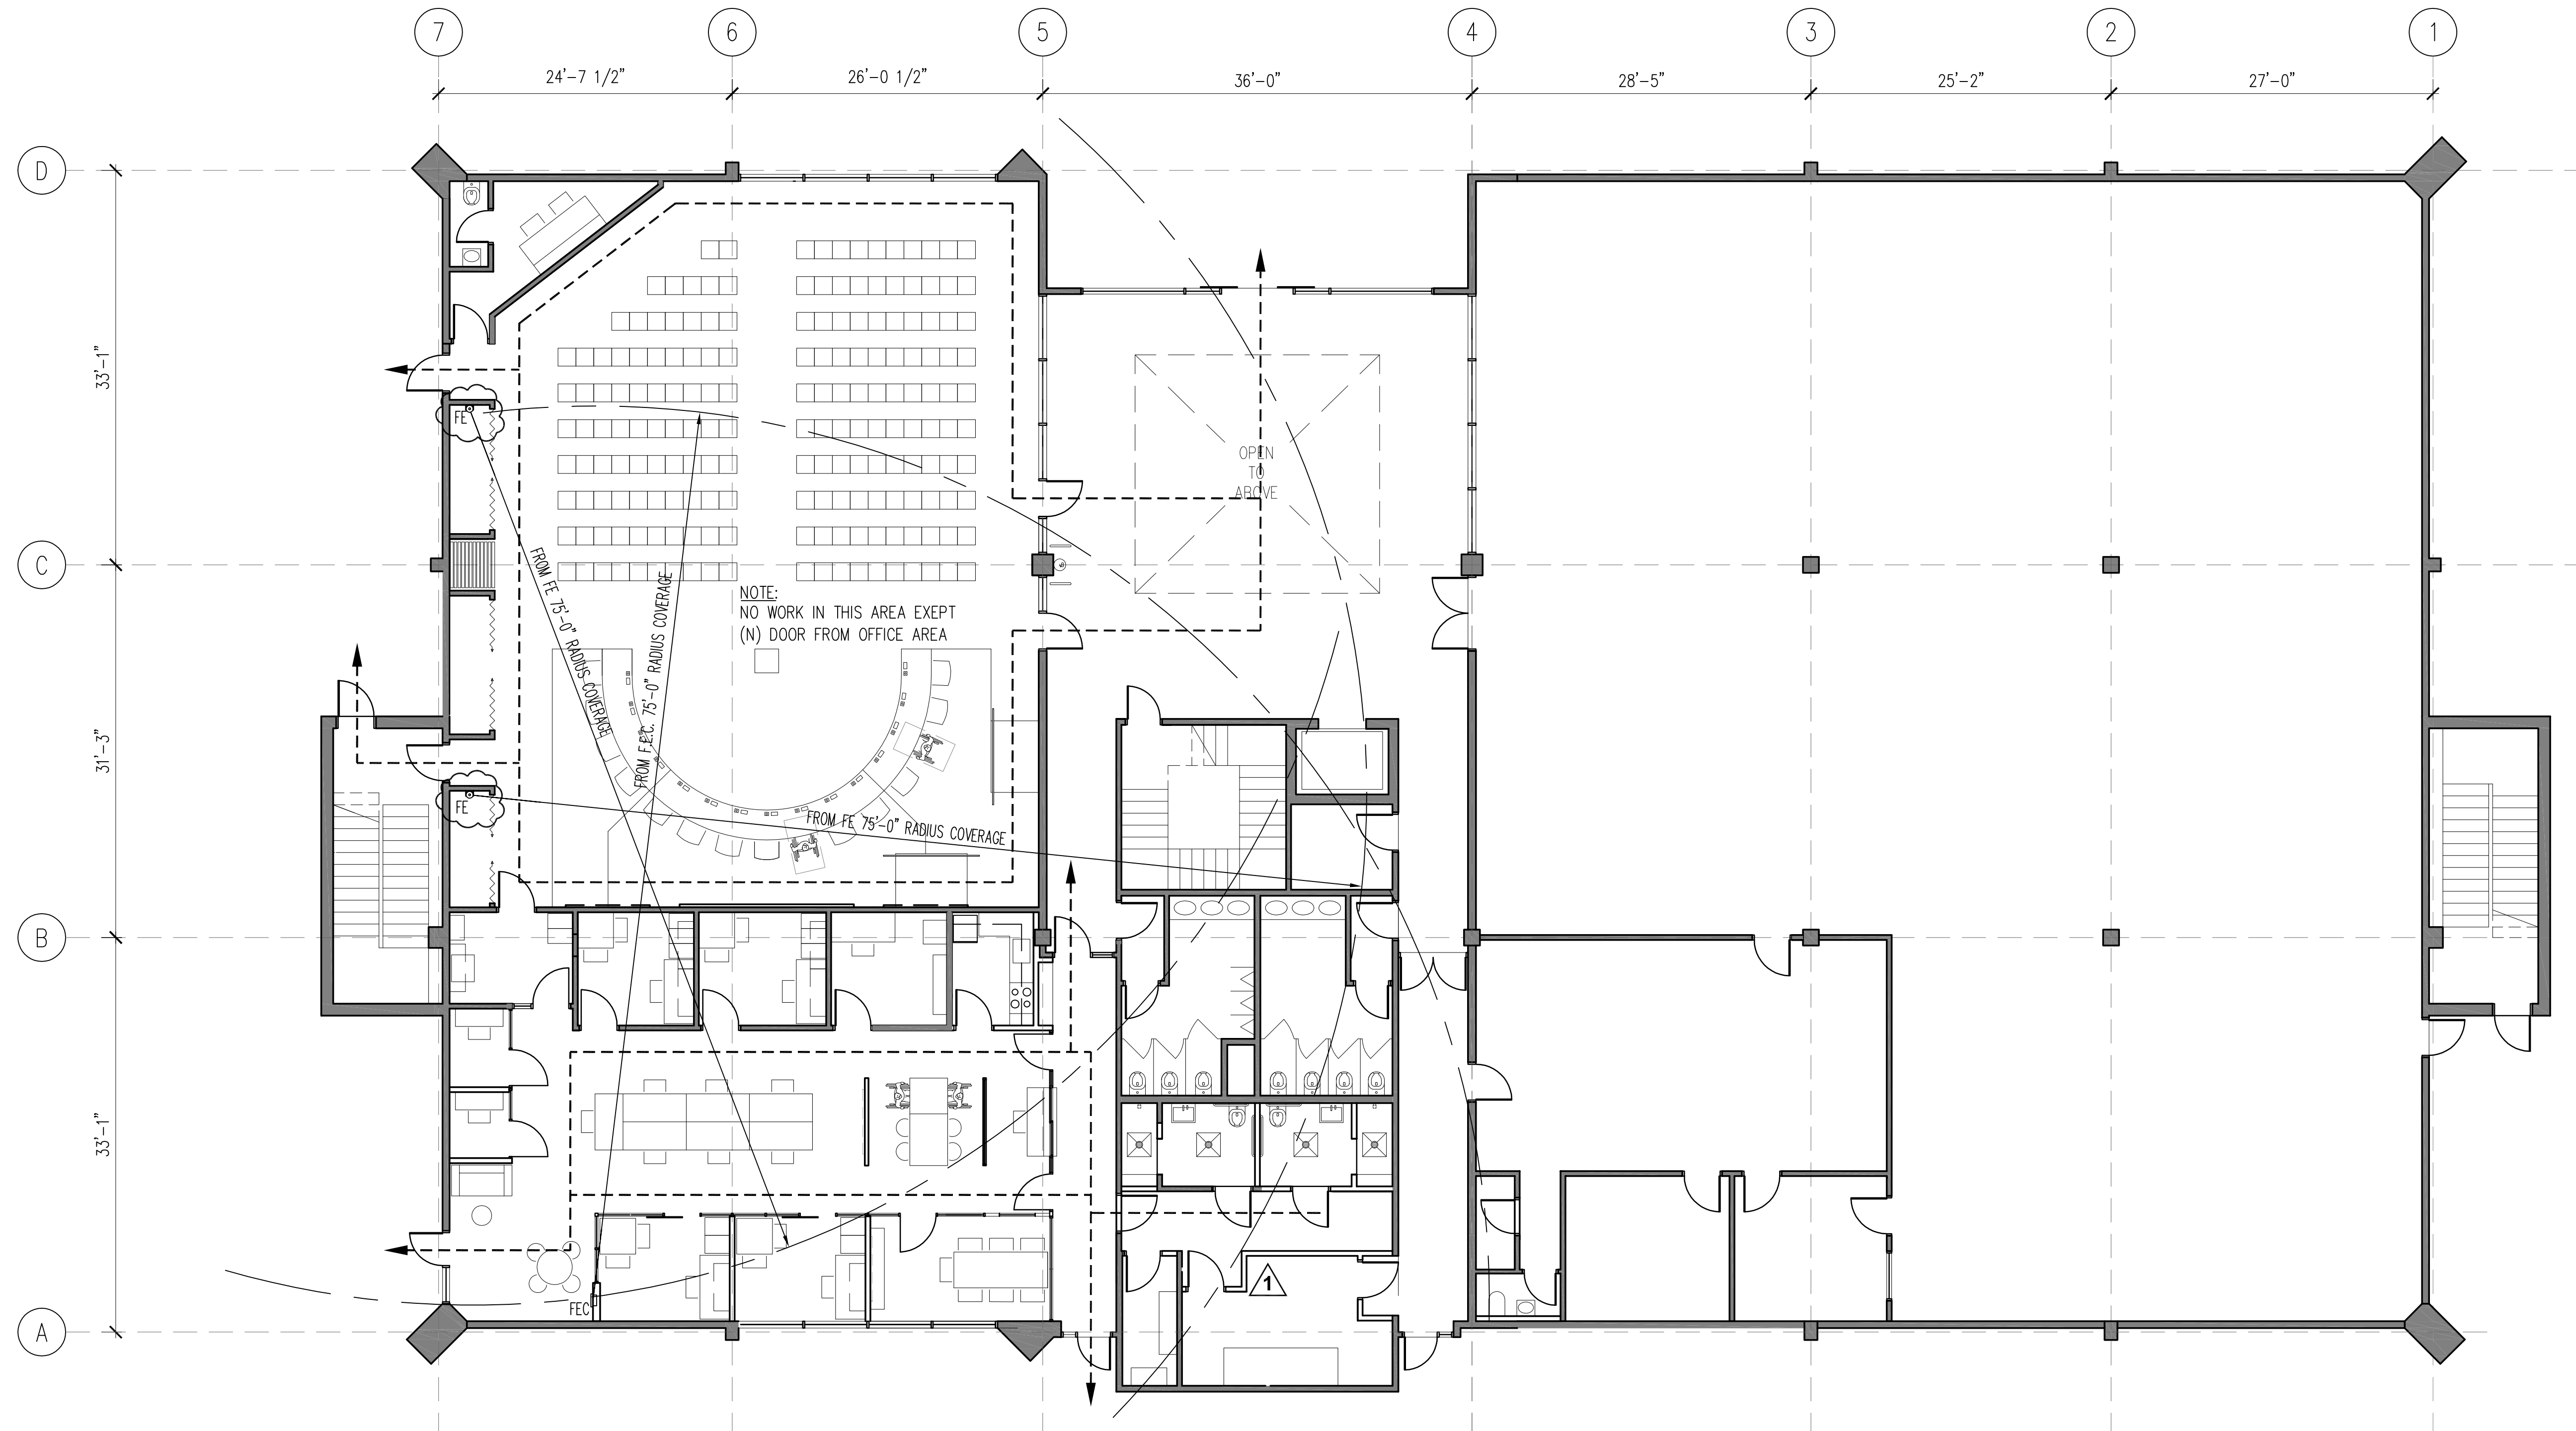 7
6
5
4
3
2
1
24'-7 1/2"
26'-0 1/2"
36'-0"
28'-5"
25'-2"
27'-0"
D
33'-1"
FE
OPEN
TO
ABOVE
C
NOTE:
NO WORK IN THIS AREA EXEPT
(N) DOOR FROM OFFICE AREA
FROM FE 75'-0" RADIUS COVERAGE
FROM F.E.C. 75'-0" RADIUS COVERAGE
31'-3"
FE
FROM FE 75'-0" RADIUS COVERAGE
B
33'-1"
1
FEC
A